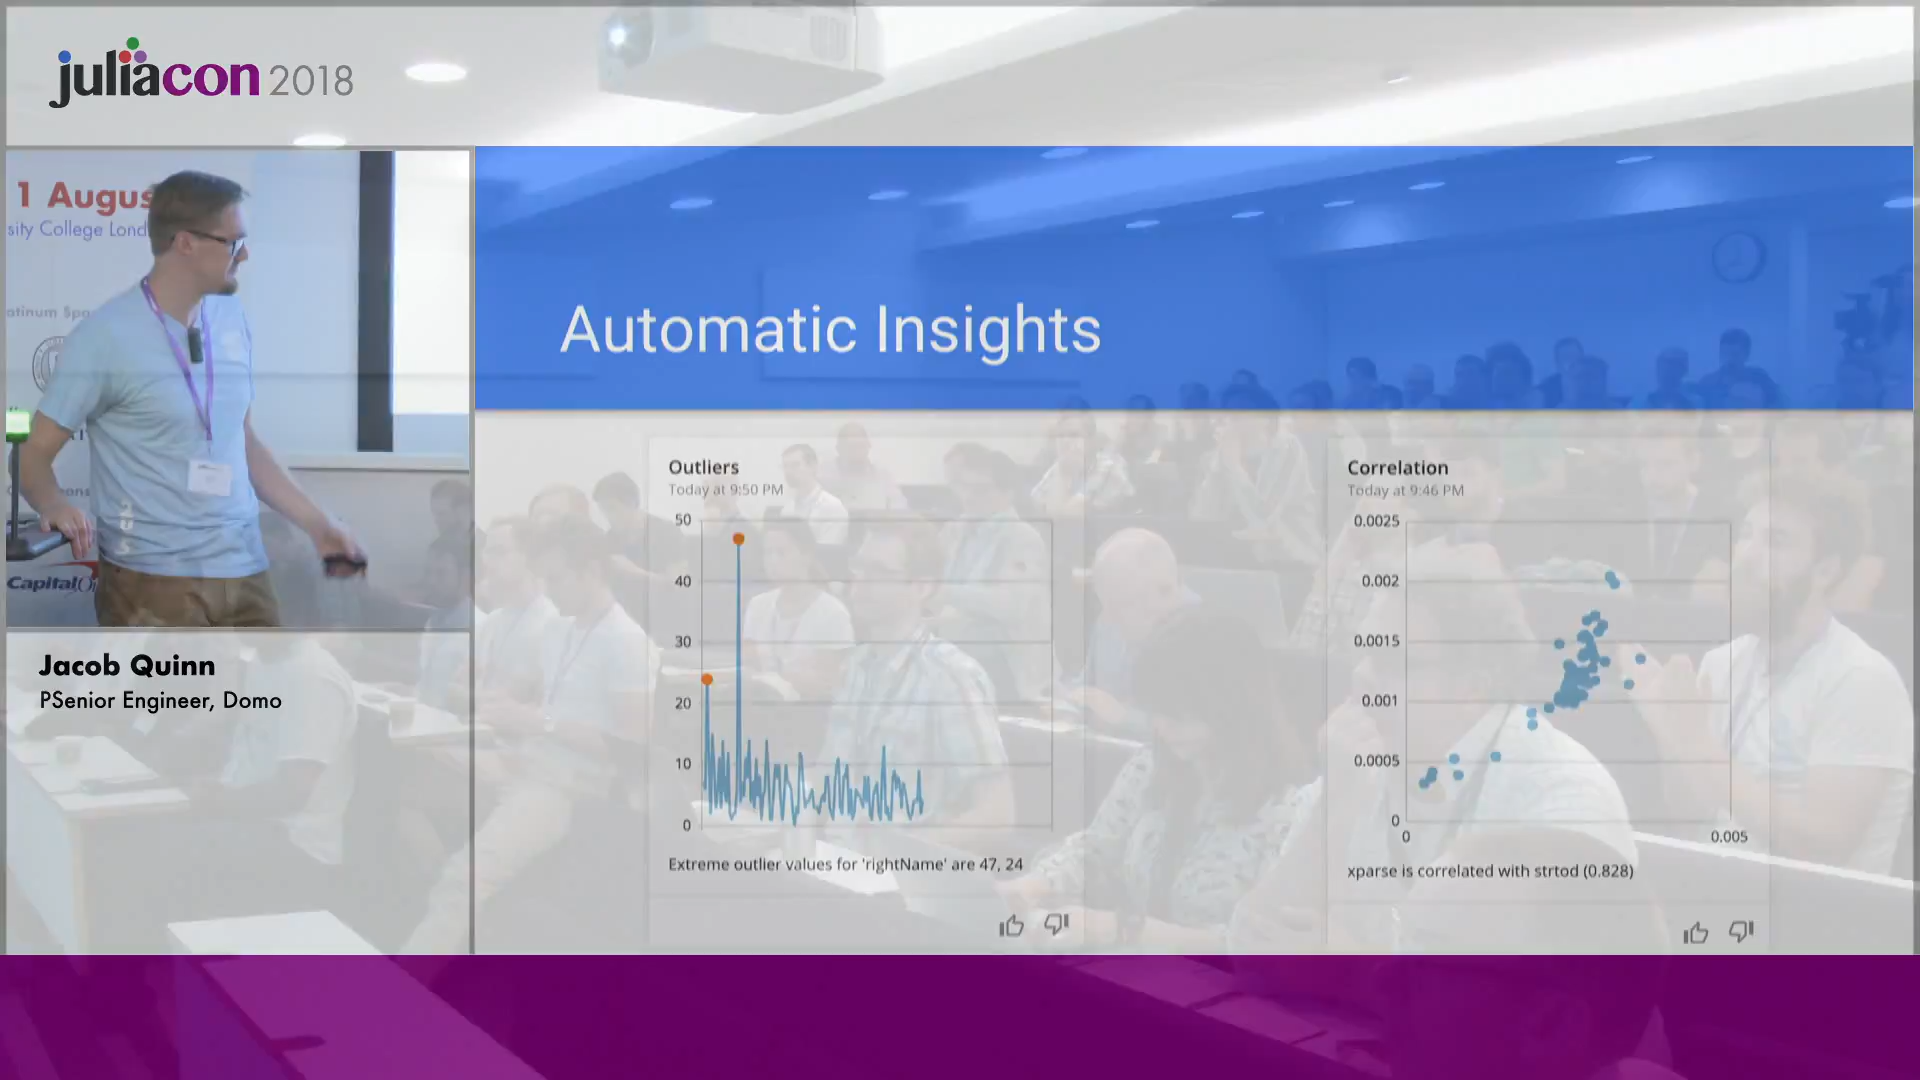 juliacon 2018
1 Augus
sity College Lond
atinum Spo
Capital O
Jacob Quinn
PSenior Engineer, Domo
Automatic Insights
Outliers
Today at 9:50 PM
50
40
30
20
10
0
Extreme outlier values for 'rightName' are 47, 24
Correlation
Today at 9:46 PM
0.0025
0.002
0.0015
0.001
0.0005
0
0
0.005
xparse is correlated with strtod (0.828)